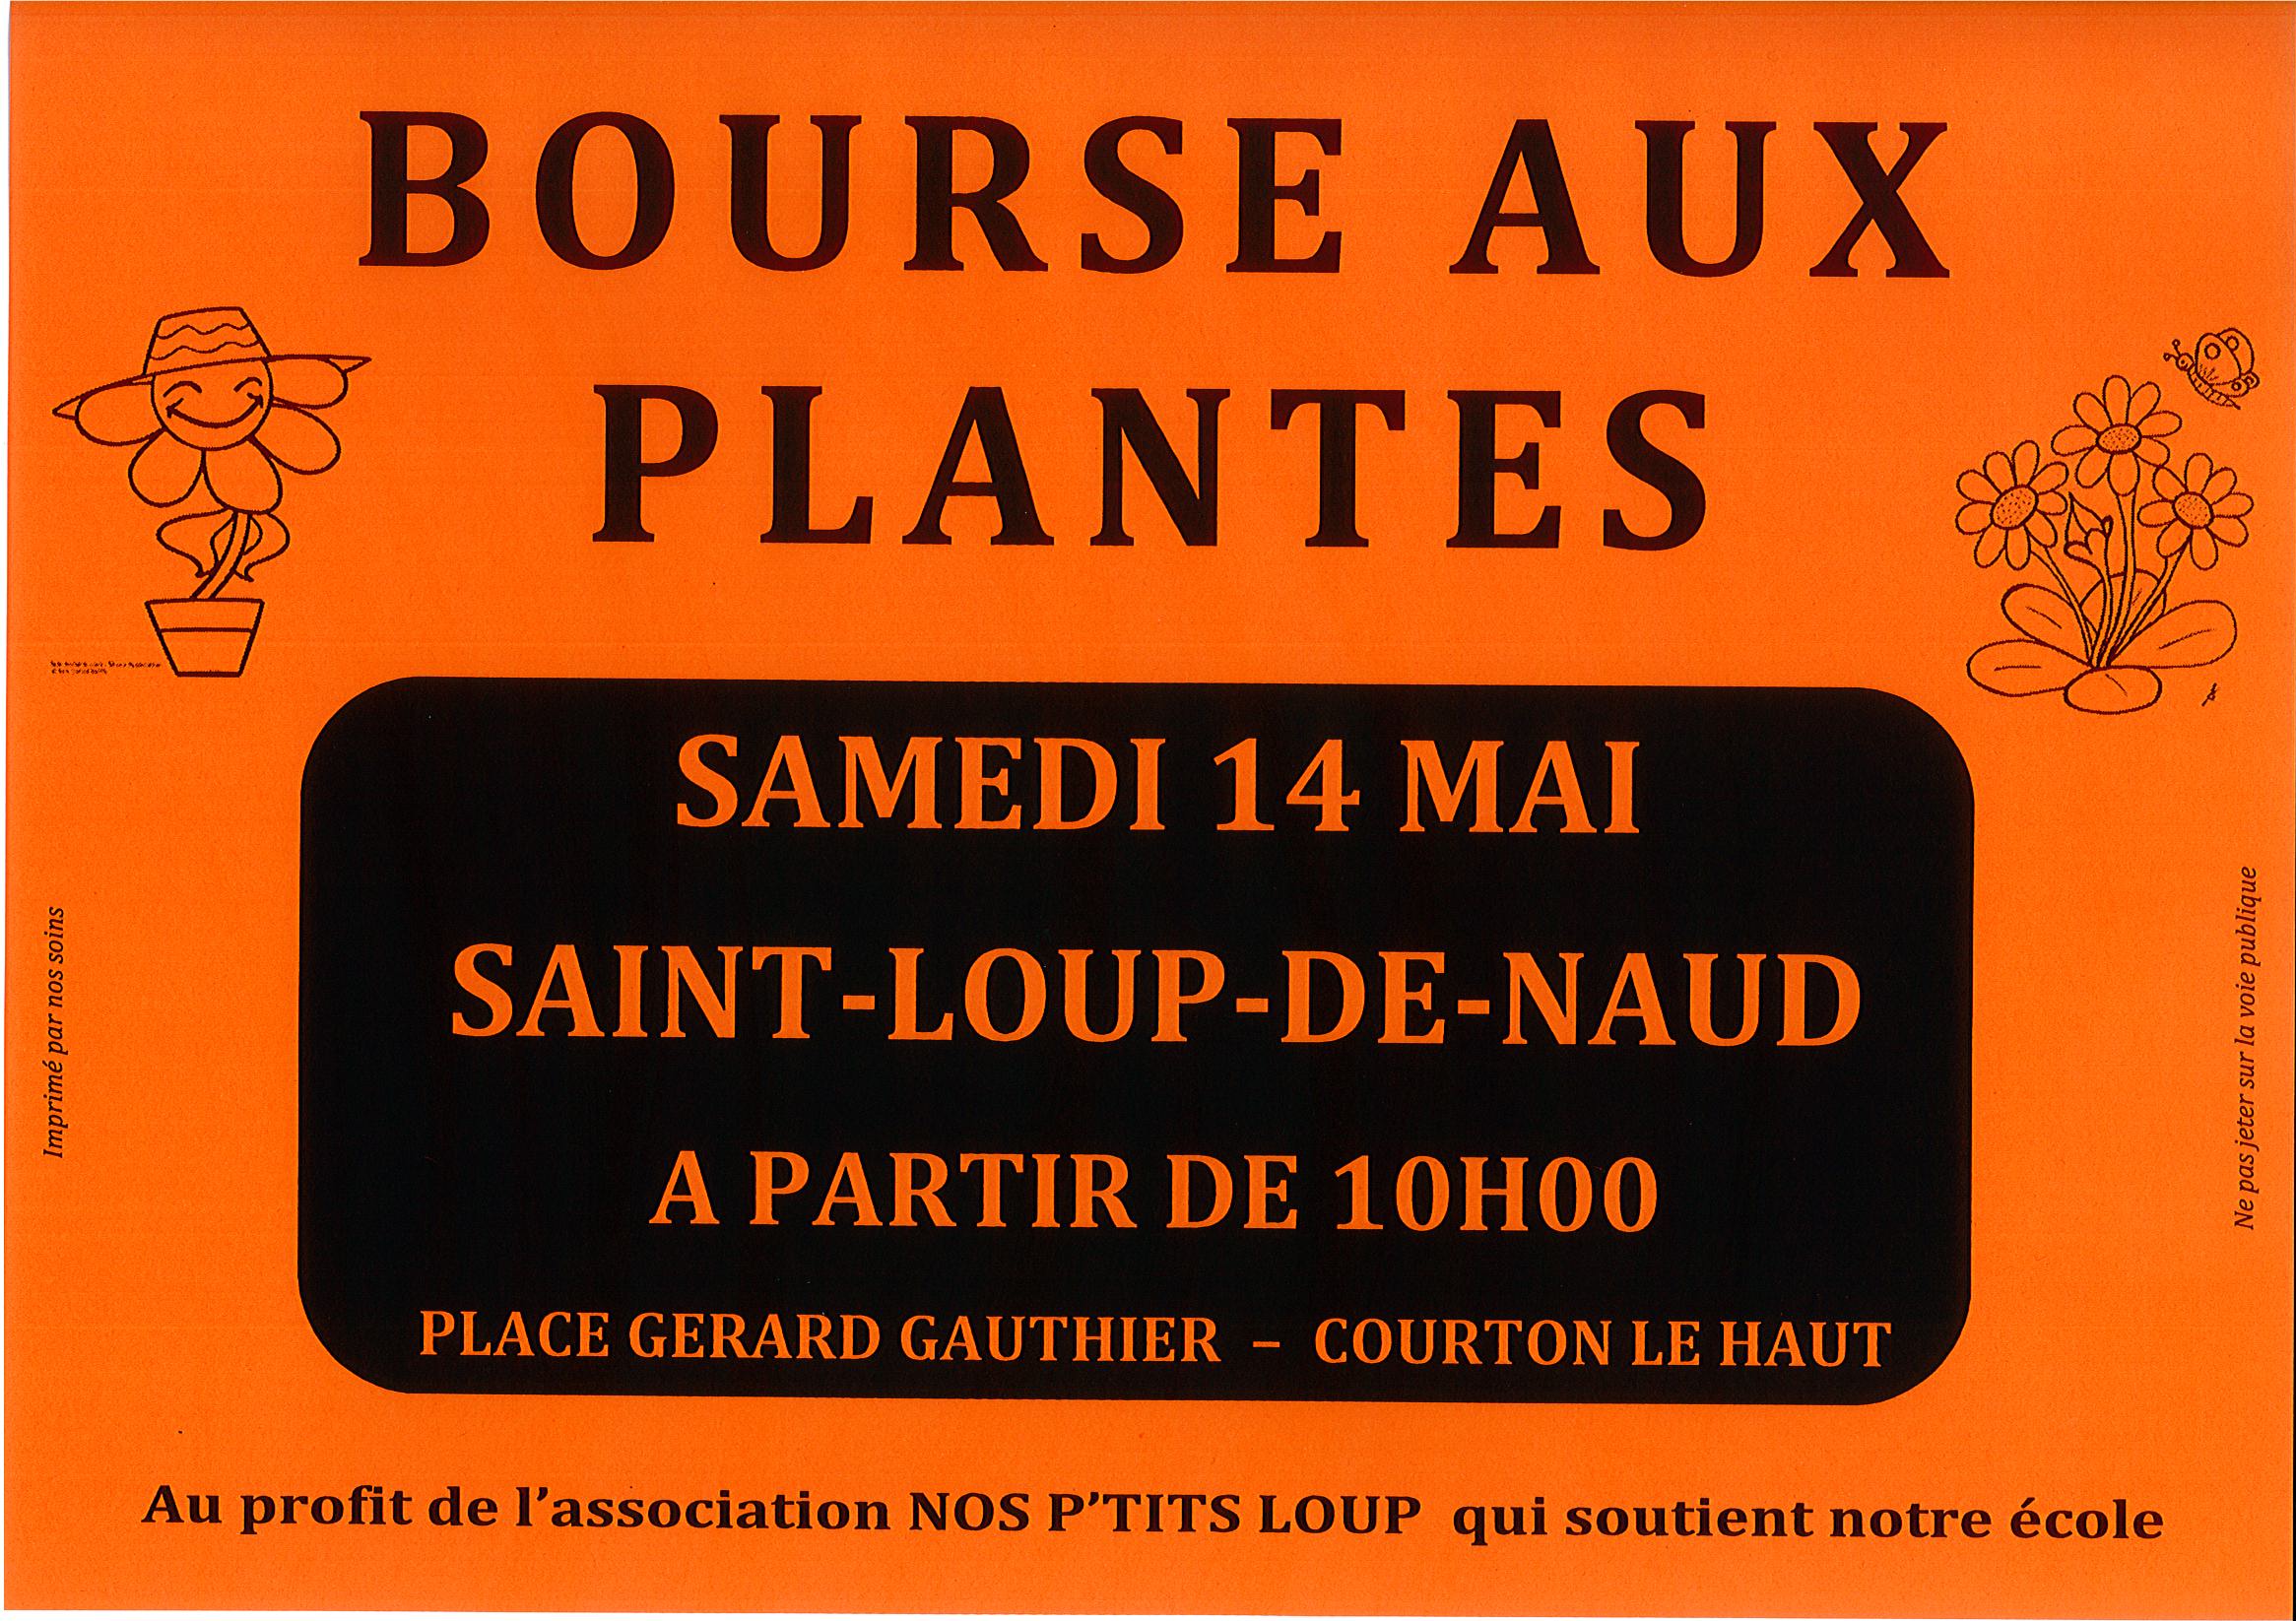 BOURSE AUX
PLANTES
SAMEDI 14 MAI
SAINT-LOUP-DE-NAUD
A PARTIR DE 10H00
PLACE GERARD GAUTHIER – COURTON LE HAUT
Imprimé par nos soins
Ne pas jeter sur la voie publique
Au profit de l'association NOS P'TITS LOUP qui soutient notre école